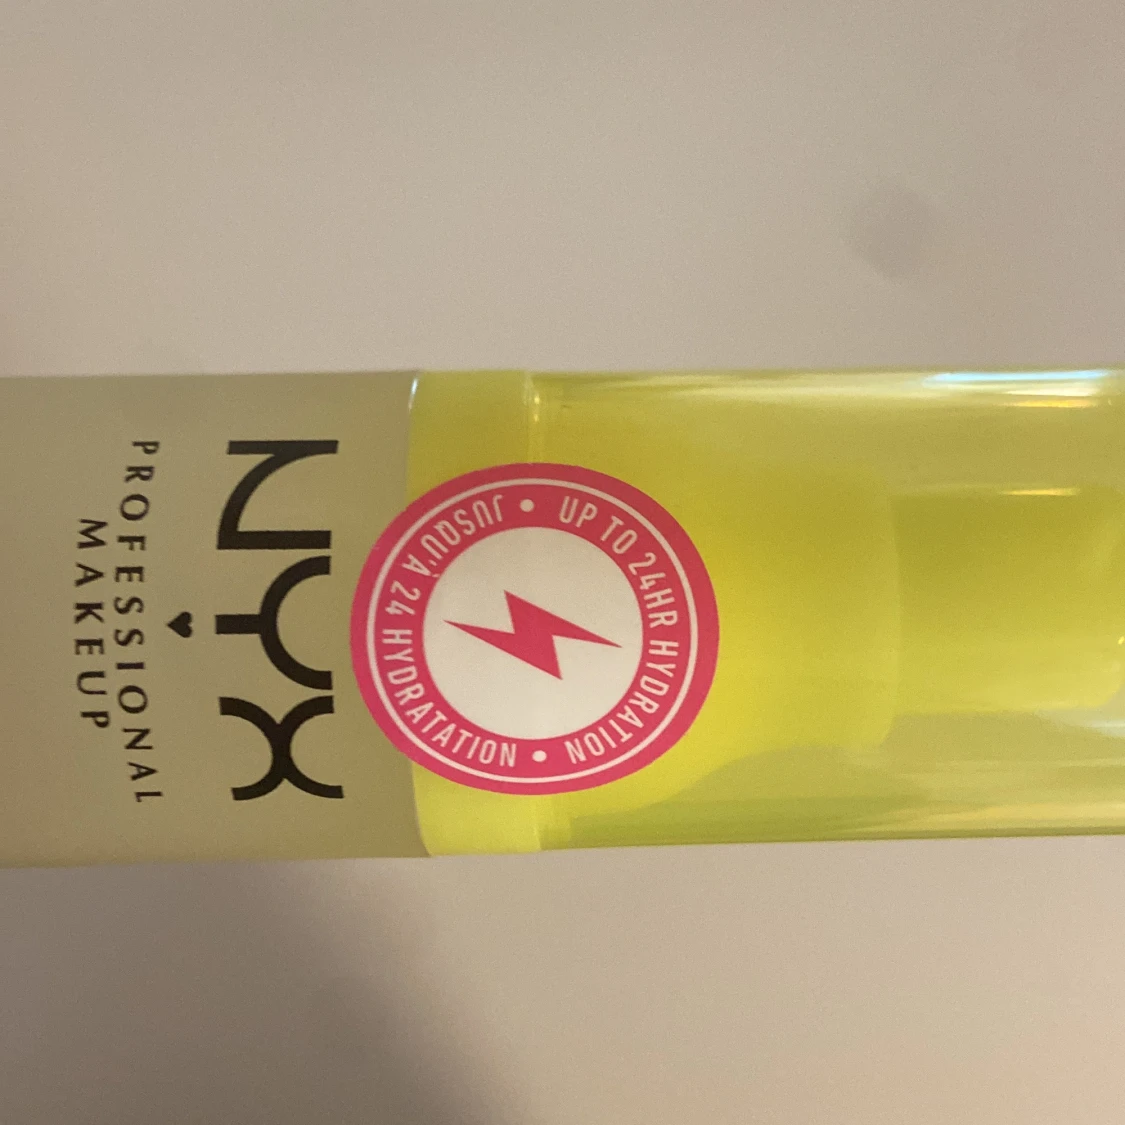 UP TO 24HR HYDRATION •
JUSQU'À 24 HYDRATATION •
NYX
PROFESSIONAL
MAKEUP